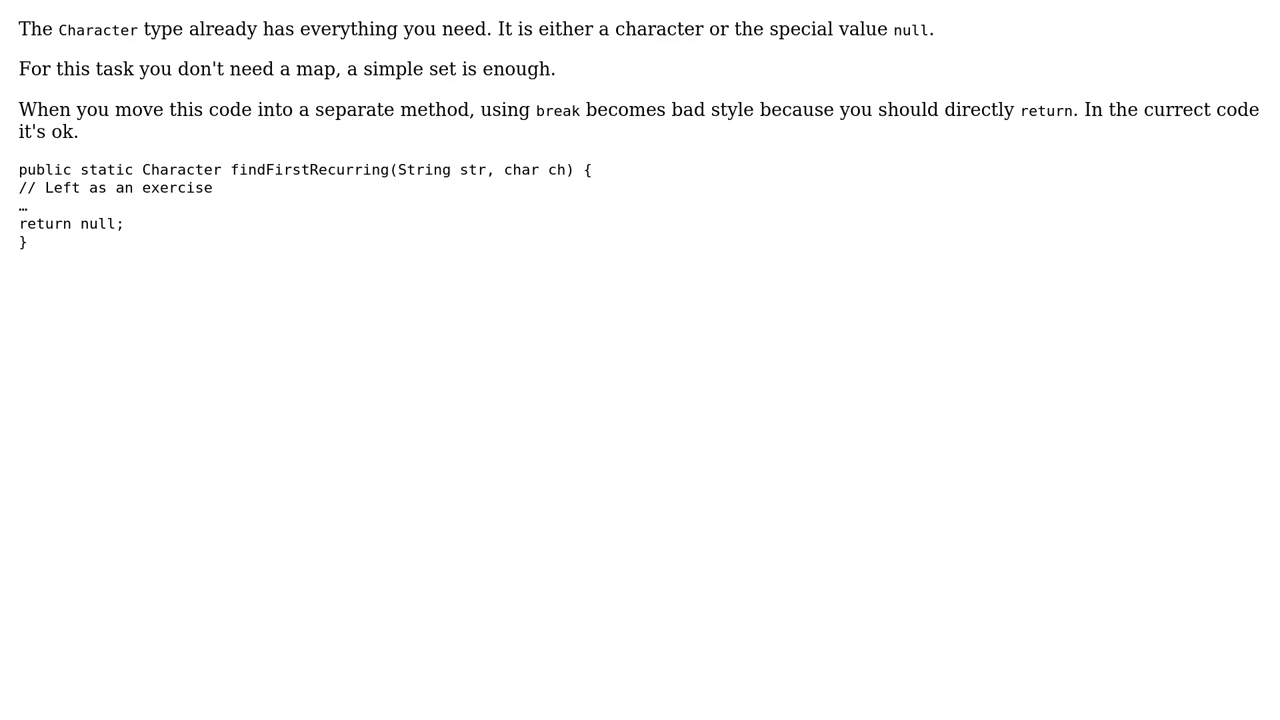 The Character type already has everything you need. It is either a character or the special value null.
For this task you don't need a map, a simple set is enough.
When you move this code into a separate method, using break becomes bad style because you should directly return. In the currect code
it's ok.
public static Character findFirstRecurring(String str, char ch) {
// Left as an exercise
…
return null;
}